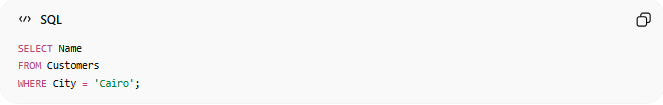 SQL
SELECT Name
FROM Customers
WHERE City = 'Cairo';